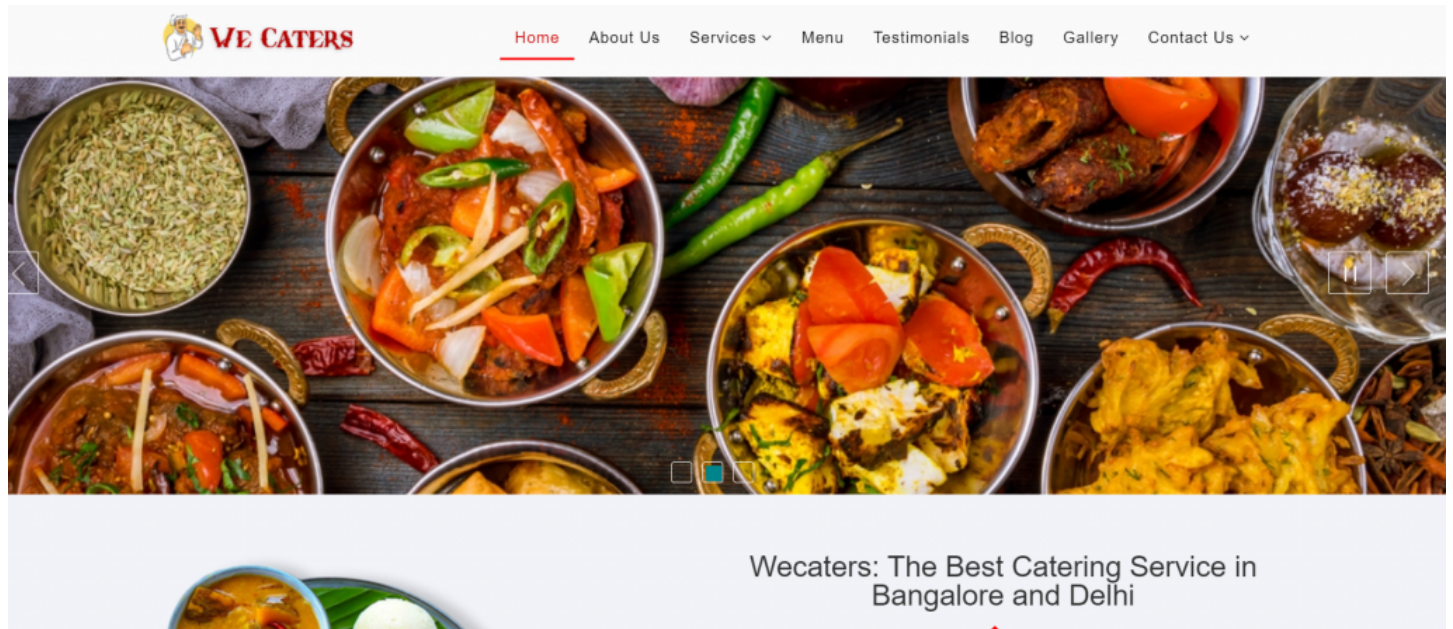 WE CATERS
Home About Us Services Menu Testimonials Blog Gallery Contact Us
Wecaters: The Best Catering Service in
Bangalore and Delhi